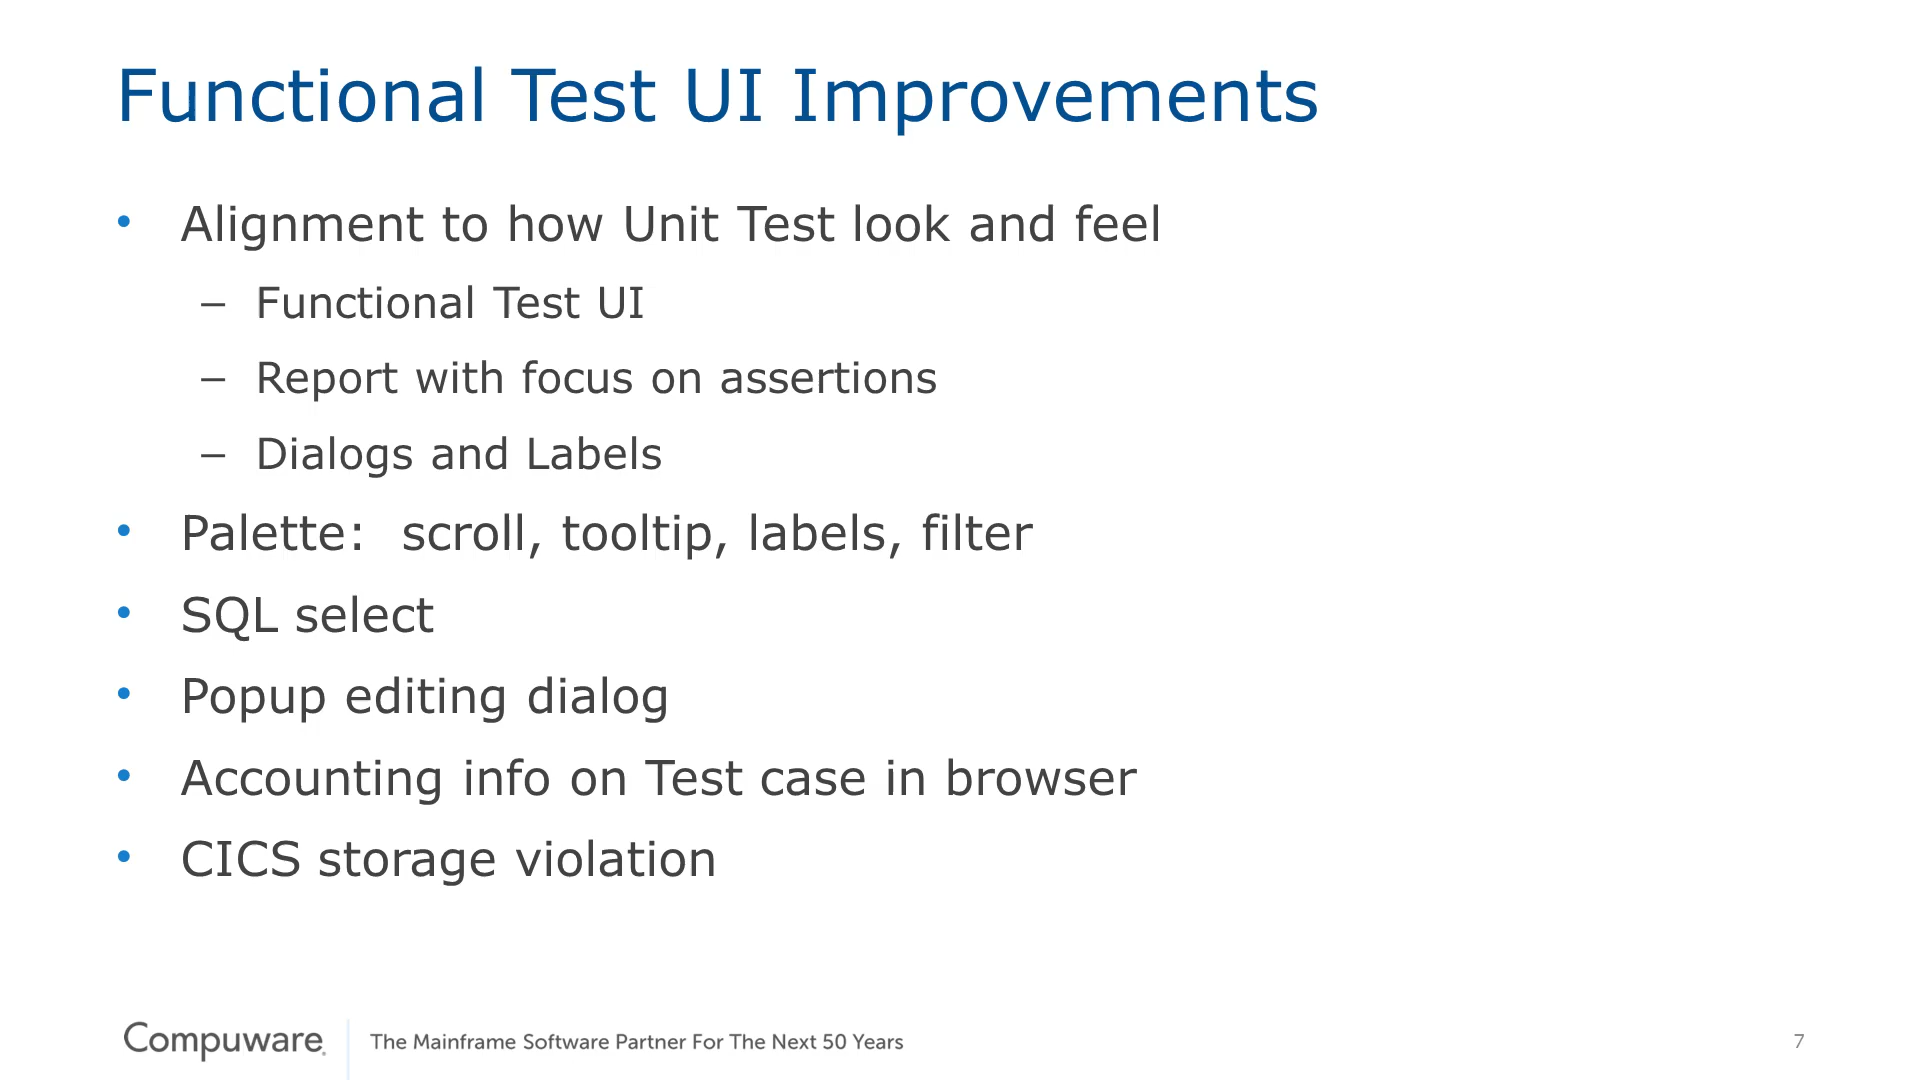 Functional Test UI Improvements
• Alignment to how Unit Test look and feel
– Functional Test UI
– Report with focus on assertions
– Dialogs and Labels
• Palette:  scroll, tooltip, labels, filter
• SQL select
• Popup editing dialog
• Accounting info on Test case in browser
• CICS storage violation
Compuware. The Mainframe Software Partner For The Next 50 Years 7